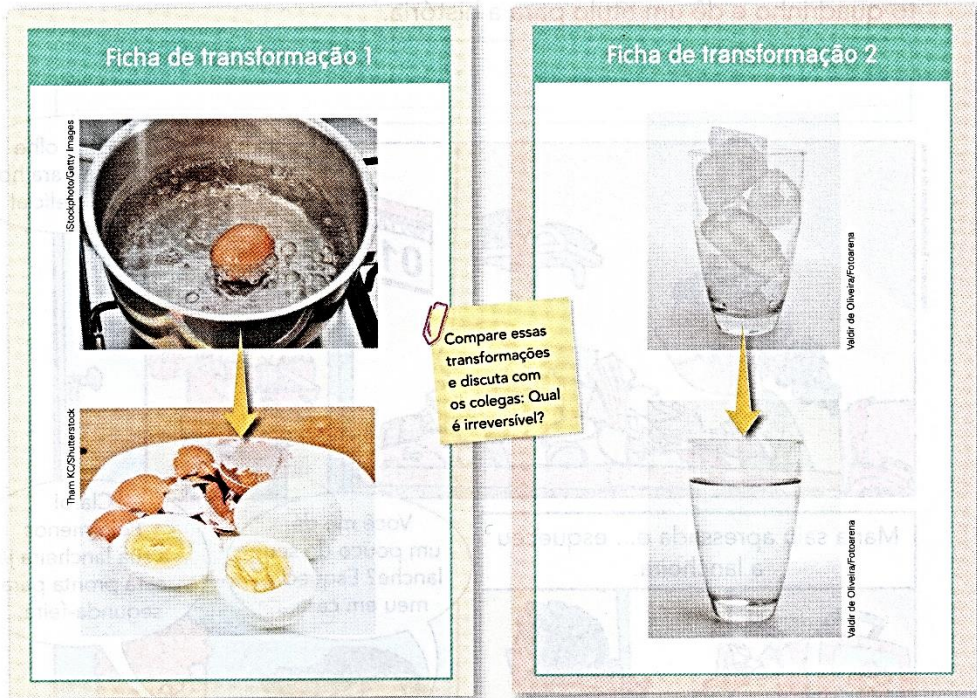 Ficha de transformação 1
iStockphoto/Getty Images
Tham KC/Shutterstock
Compare essas
transformações
e discuta com
os colegas: Qual
é irreversível?
Ficha de transformação 2
Valdir de Oliveira/Fotoarena
Valdir de Oliveira/Fotoarena